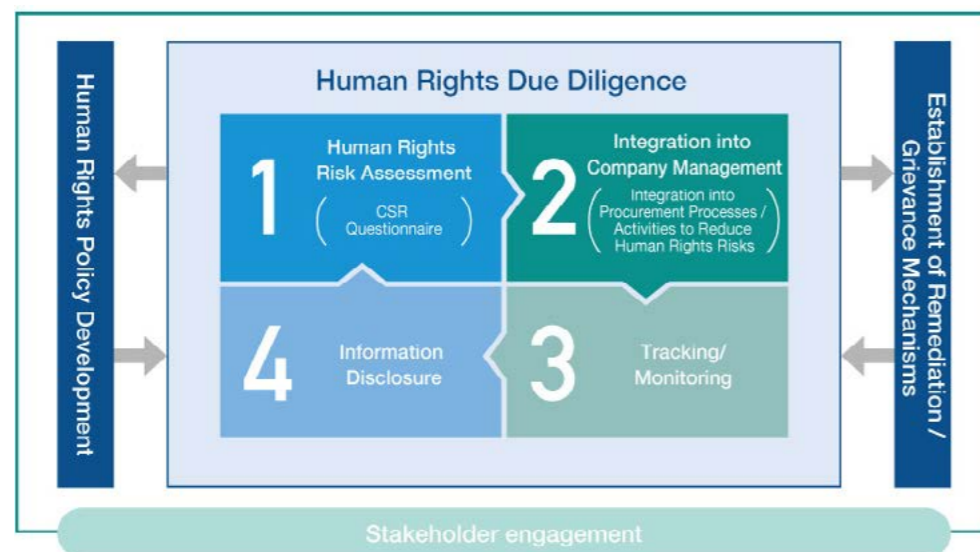 Human Rights Policy Development
Human Rights Due Diligence
1
Human Rights
Risk Assessment
(CSR
Questionnaire)
2
Integration into
Company Management
(Integration into
Procurement Processes /
Activities to Reduce
Human Rights Risks)
4
Information
Disclosure
3
Tracking/
Monitoring
Establishment of Remediation /
Grievance Mechanisms
Stakeholder engagement